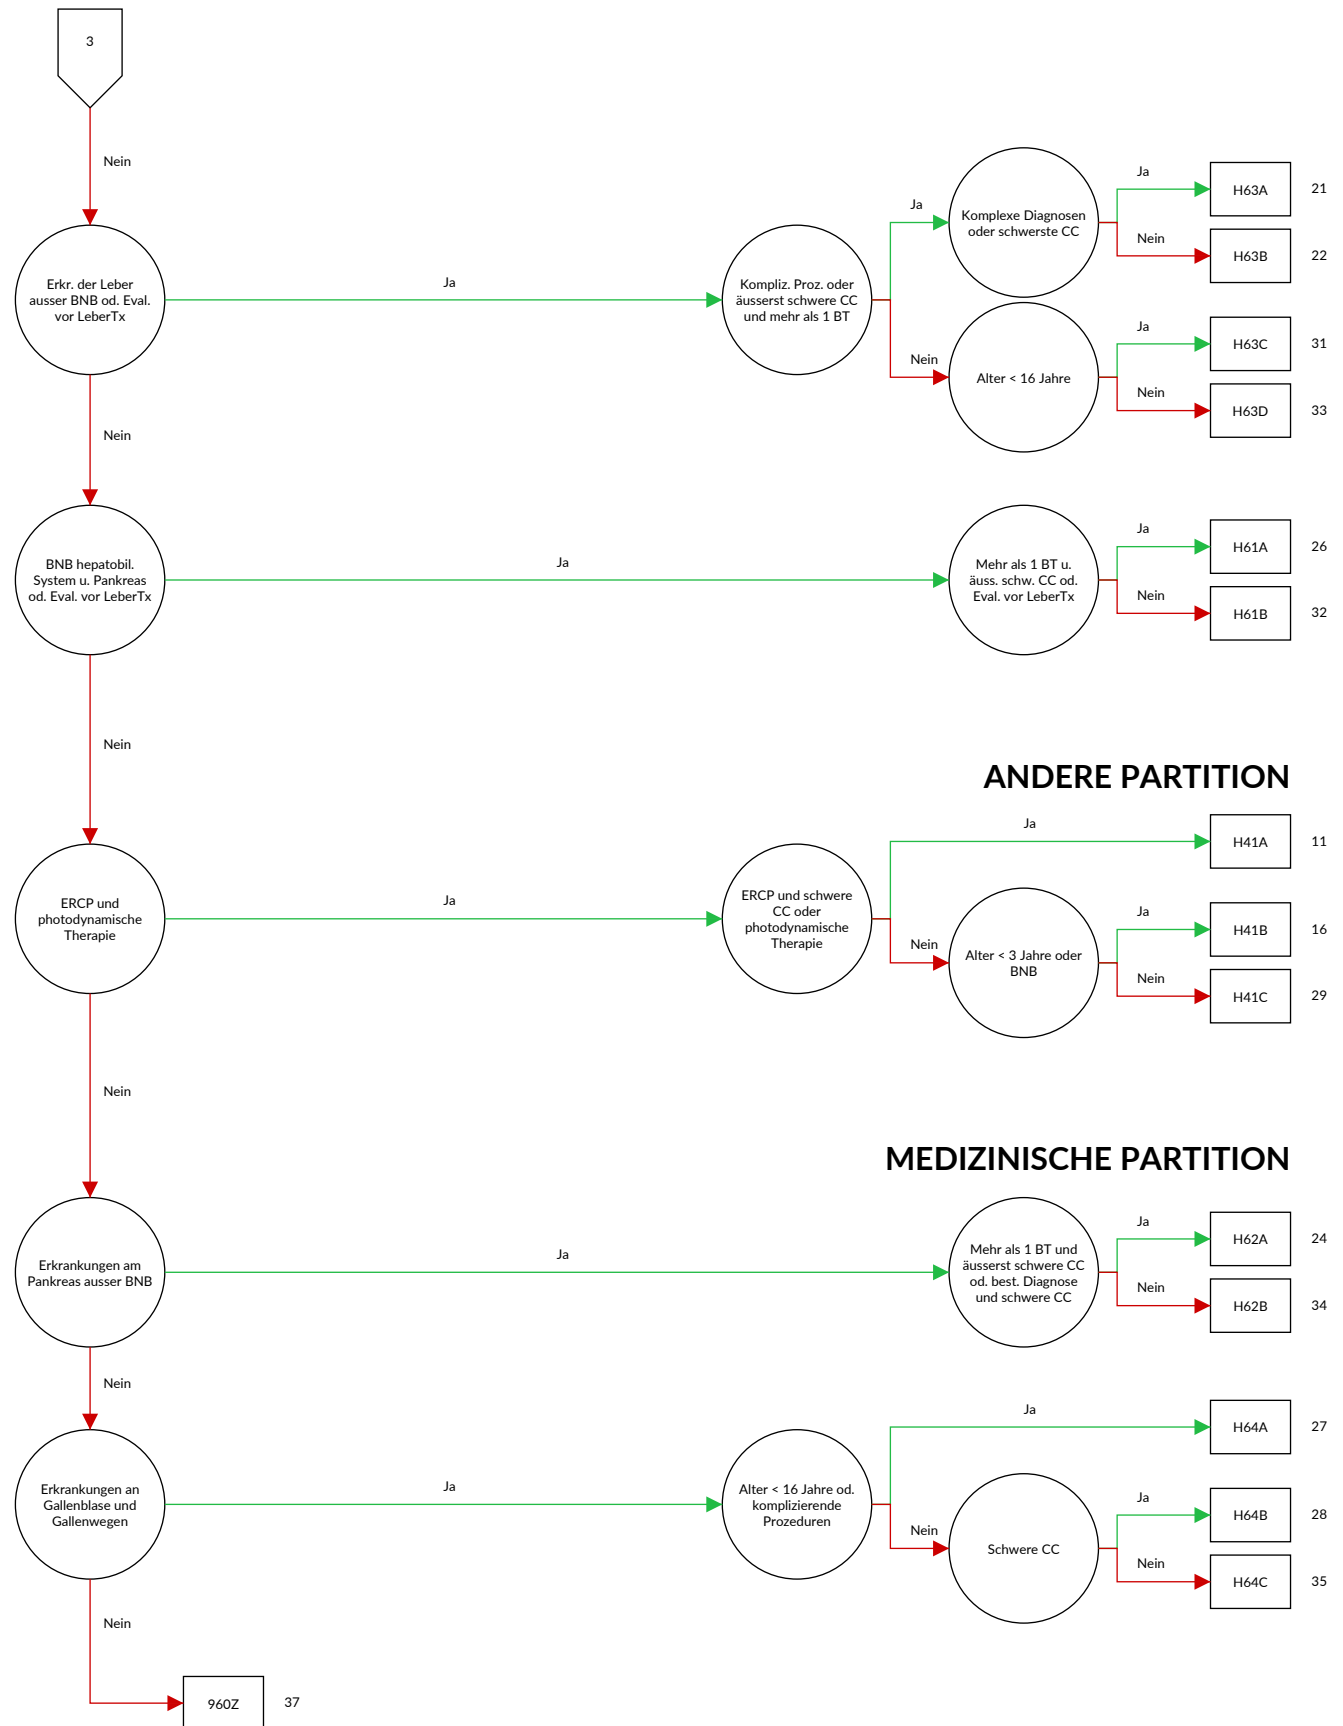 3
Nein
Erkr. der Leber
ausser BNB od. Eval.
vor LeberTx
Ja
Kompliz. Proz. oder
äusserst schwere CC
und mehr als 1 BT
Ja
Komplexe Diagnosen
oder schwerste CC
Ja
H63A
21
Nein
H63B
22
Nein
Alter < 16 Jahre
Ja
H63C
31
Nein
H63D
33
Nein
BNB hepatobil.
System u. Pankreas
od. Eval. vor LeberTx
Ja
Mehr als 1 BT u.
äuss. schw. CC od.
Eval. vor LeberTx
Ja
H61A
26
Nein
H61B
32
Nein
ANDERE PARTITION
ERCP und
photodynamische
Therapie
Ja
ERCP und schwere
CC oder
photodynamische
Therapie
Ja
H41A
11
Nein
Alter < 3 Jahre oder
BNB
Ja
H41B
16
Nein
H41C
29
Nein
MEDIZINISCHE PARTITION
Erkrankungen am
Pankreas ausser BNB
Ja
Mehr als 1 BT und
äusserst schwere CC
od. best. Diagnose
und schwere CC
Ja
H62A
24
Nein
H62B
34
Nein
Erkrankungen an
Gallenblase und
Gallenwegen
Ja
Alter < 16 Jahre od.
komplizierende
Prozeduren
Ja
H64A
27
Nein
Schwere CC
Ja
H64B
28
Nein
H64C
35
Nein
960Z
37